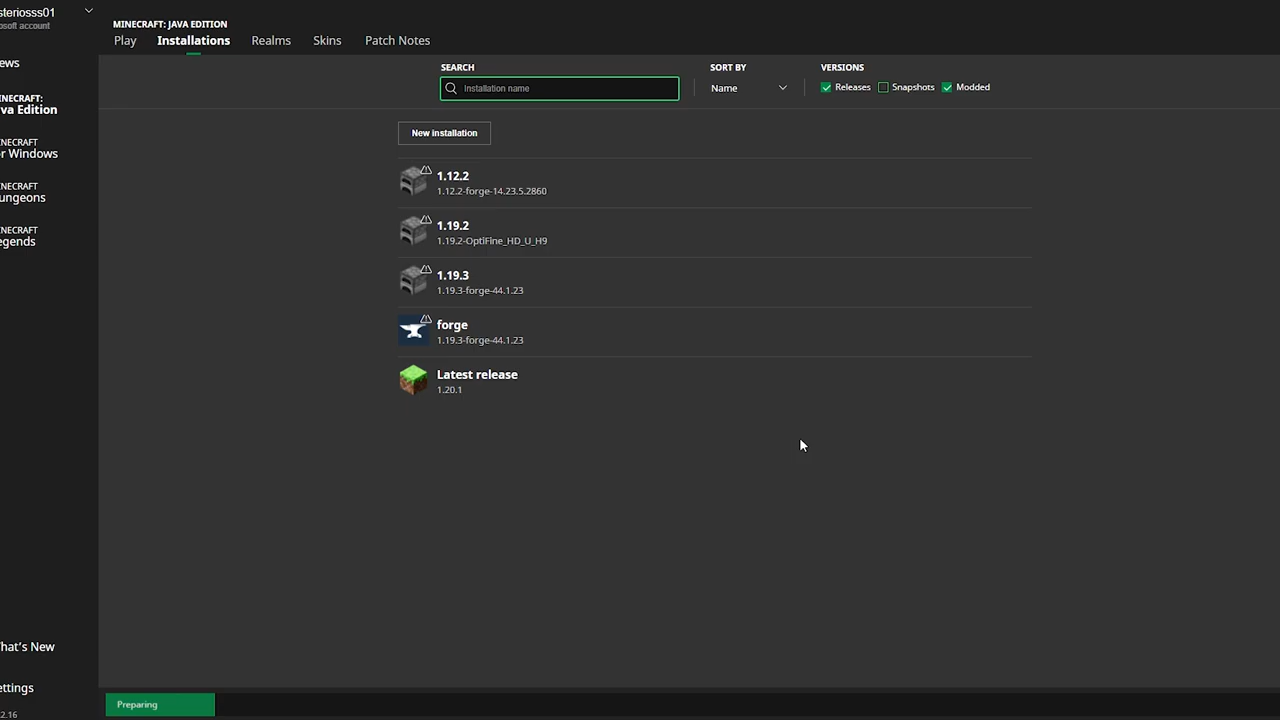 steriosss01
osoft account
ews
INECRAFT:
va Edition
INECRAFT
r Windows
INECRAFT
ungeons
INECRAFT
egends
hat's New
ettings
2.16
MINECRAFT: JAVA EDITION
Play Installations Realms Skins Patch Notes
SEARCH SORT BY VERSIONS
Installation name Name Releases Snapshots Modded
New installation
1.12.2
1.12.2-forge-14.23.5.2860
1.19.2
1.19.2-OptiFine_HD_U_H9
1.19.3
1.19.3-forge-44.1.23
forge
1.19.3-forge-44.1.23
Latest release
1.20.1
Preparing